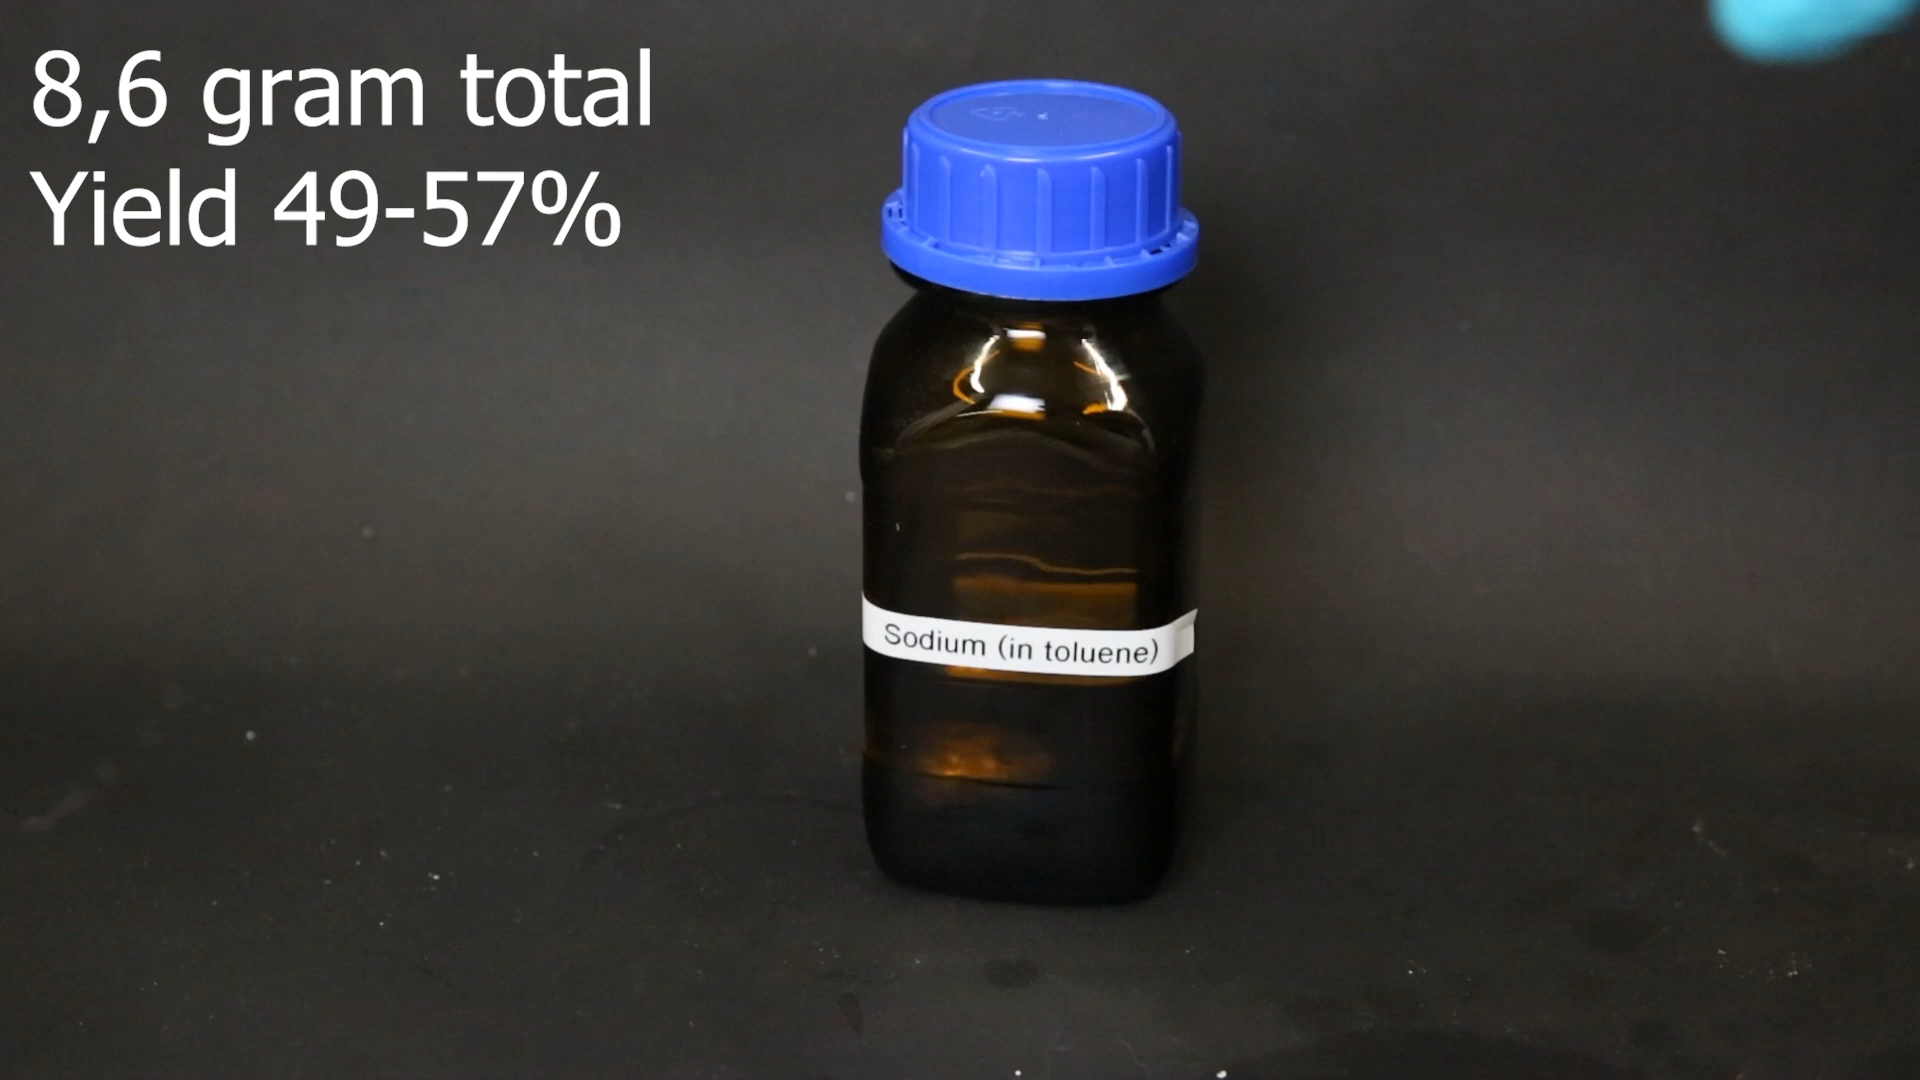 8,6 gram total
Yield 49-57%
Sodium (in toluene)